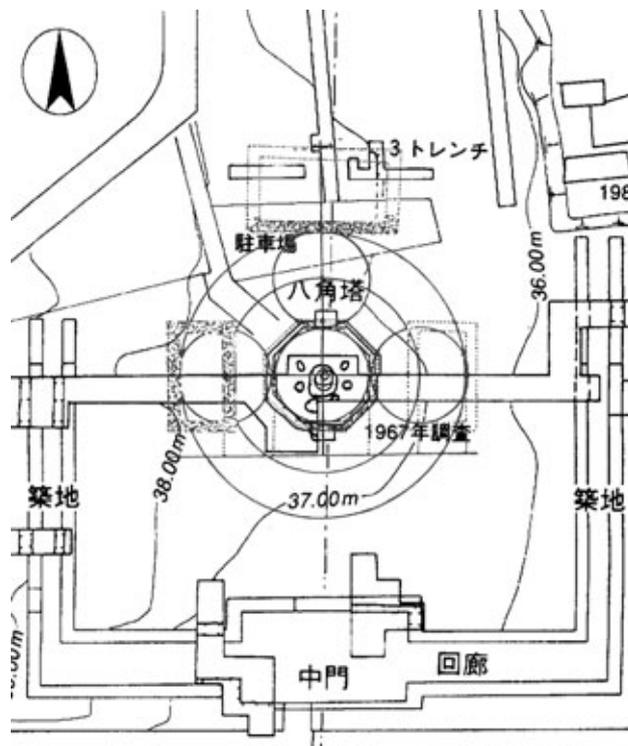 3トレンチ
198
駐車場
八角塔
36.00m
1967年調査
38.00m
37.00m
築地
築地
回廊
中門
.00m